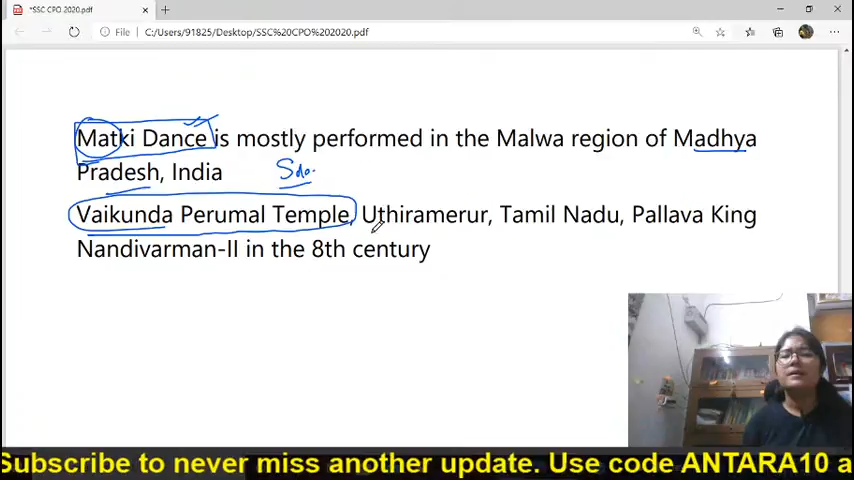 *SSC CPO 2020.pdf
File
C:/Users/91825/Desktop/SSC%20CPO%202020.pdf
Matki Dance is mostly performed in the Malwa region of Madhya
Pradesh, India
Vaikunda Perumal Temple, Uthiramerur, Tamil Nadu, Pallava King
Nandivarman-II in the 8th century
Subscribe to never miss another update. Use code ANTARA10 a